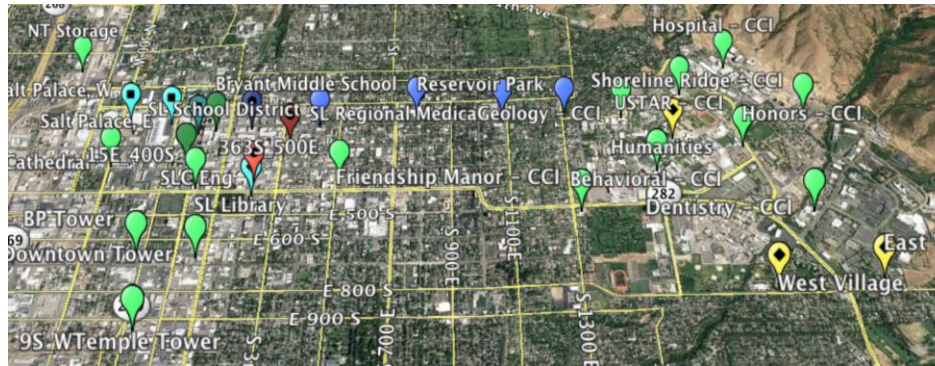 268
NT Storage
Hospital – CCI
Bryant Middle School
Reservoir Park
Shoreline Ridge – CCI
Salt Palace, W
USTAR – CCI
SL School District
SL Regional Medica
Geology – CCI
Honors – CCI
Salt Palace, E
15E 400S
363S 500E
Humanities
Cathedral
SLC Eng.
Friendship Manor – CCI
Behavioral – CCI
282
SL Library
E 500 S
Dentistry – CCI
BP Tower
S 900 E
S 1100 E
E 600 S
East
Downtown Tower
West Village
E 800 S
E 900 S
S 700 E
S 1300 E
9S WTemple Tower